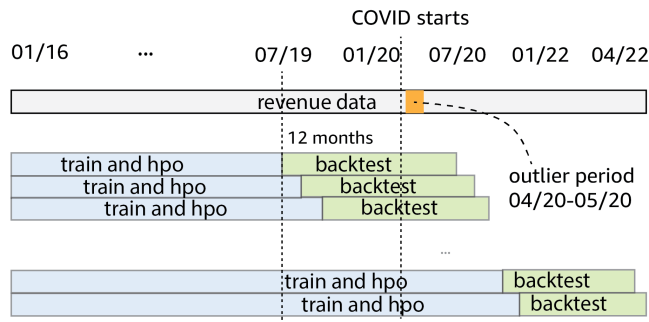 COVID starts
01/16 ... 07/19 01/20 07/20 01/22 04/22
revenue data
12 months
train and hpo backtest
train and hpo backtest
train and hpo backtest
outlier period
04/20-05/20
...
train and hpo backtest
train and hpo backtest